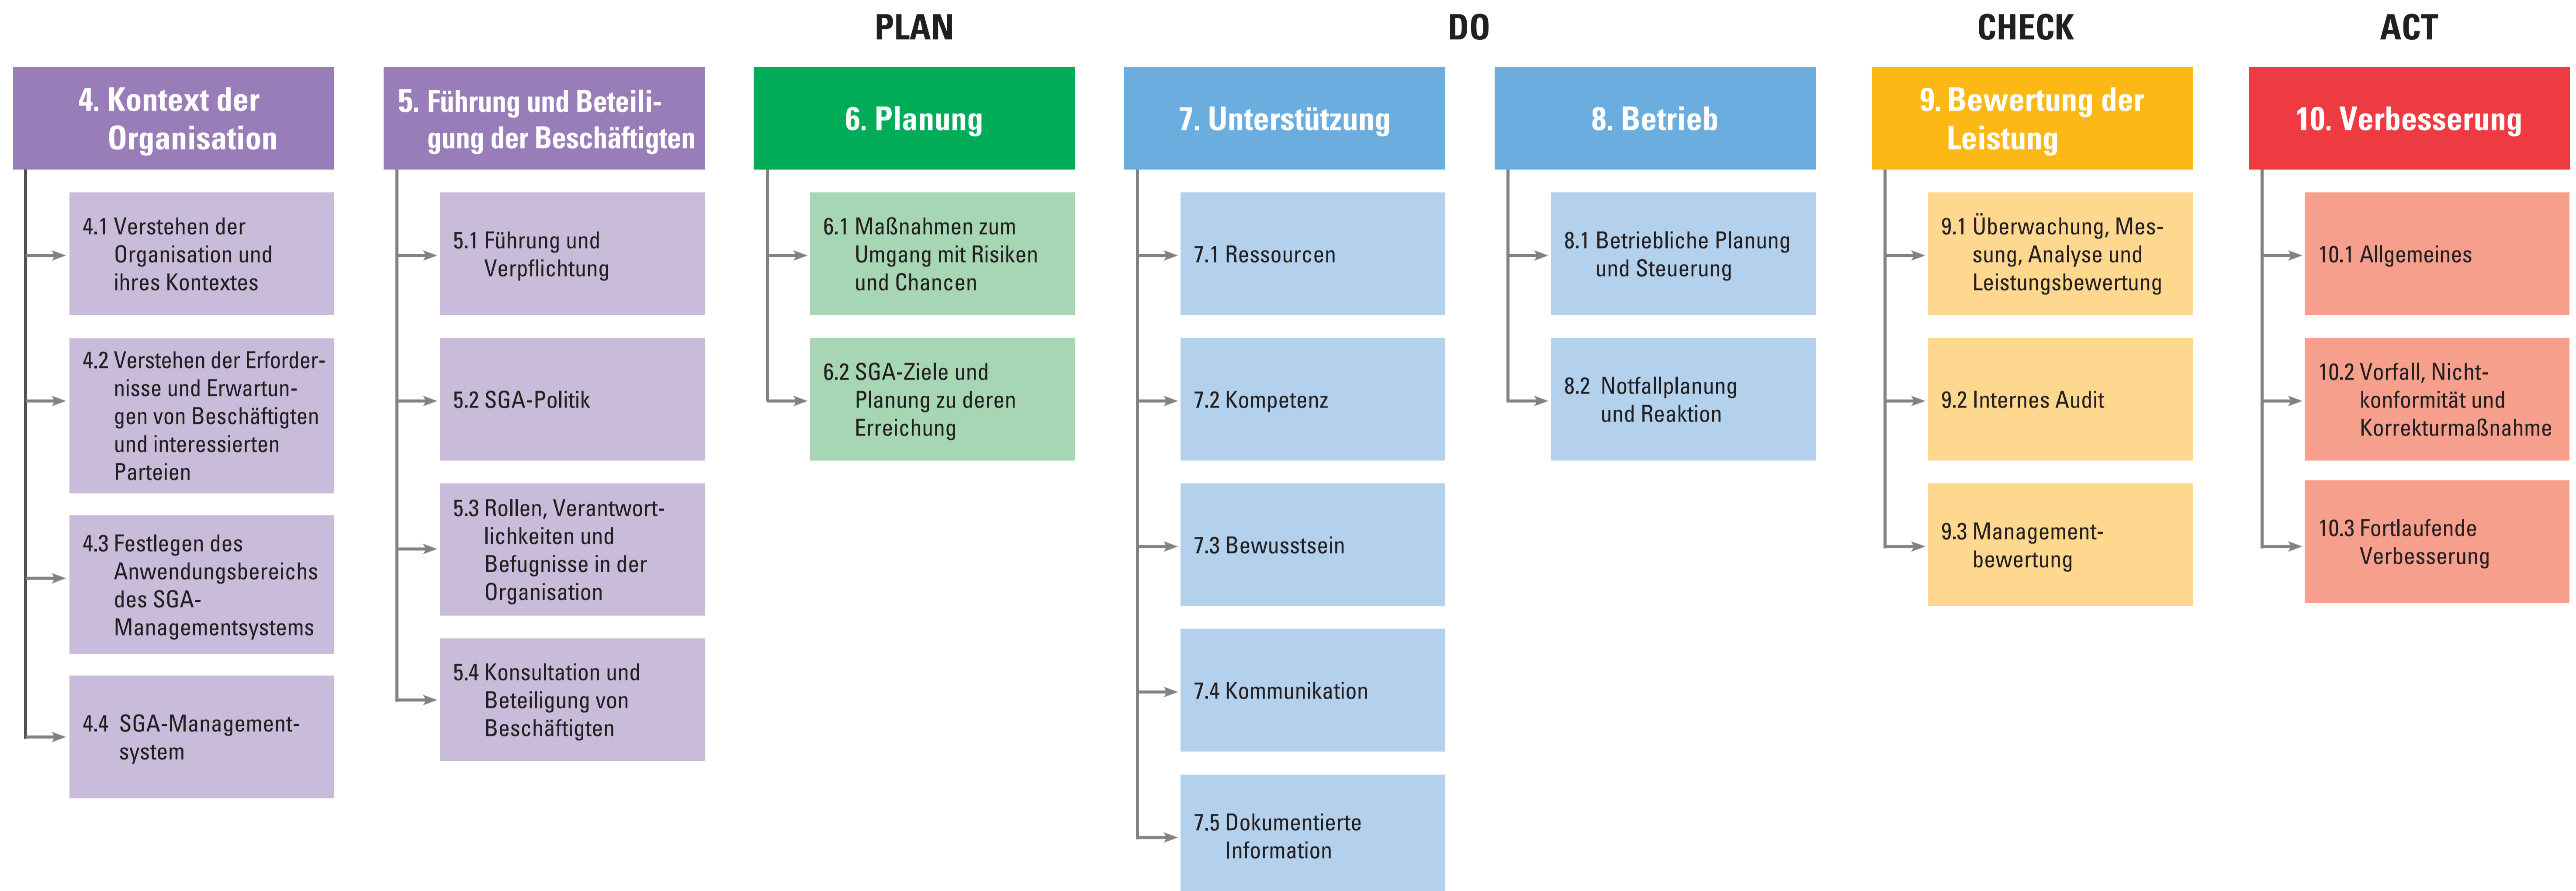 PLAN
DO
CHECK
ACT
4. Kontext der
Organisation
4.1 Verstehen der
Organisation und
ihres Kontextes
4.2 Verstehen der Erforder-
nisse und Erwartun-
gen von Beschäftigten
und interessierten
Parteien
4.3 Festlegen des
Anwendungsbereichs
des SGA-
Managementsystems
4.4 SGA-Management-
system
5. Führung und Beteili-
gung der Beschäftigten
5.1 Führung und
Verpflichtung
5.2 SGA-Politik
5.3 Rollen, Verantwort-
lichkeiten und
Befugnisse in der
Organisation
5.4 Konsultation und
Beteiligung von
Beschäftigten
6. Planung
6.1 Maßnahmen zum
Umgang mit Risiken
und Chancen
6.2 SGA-Ziele und
Planung zu deren
Erreichung
7. Unterstützung
7.1 Ressourcen
7.2 Kompetenz
7.3 Bewusstsein
7.4 Kommunikation
7.5 Dokumentierte
Information
8. Betrieb
8.1 Betriebliche Planung
und Steuerung
8.2 Notfallplanung
und Reaktion
9. Bewertung der
Leistung
9.1 Überwachung, Mes-
sung, Analyse und
Leistungsbewertung
9.2 Internes Audit
9.3 Management-
bewertung
10. Verbesserung
10.1 Allgemeines
10.2 Vorfall, Nicht-
konformität und
Korrekturmaßnahme
10.3 Fortlaufende
Verbesserung